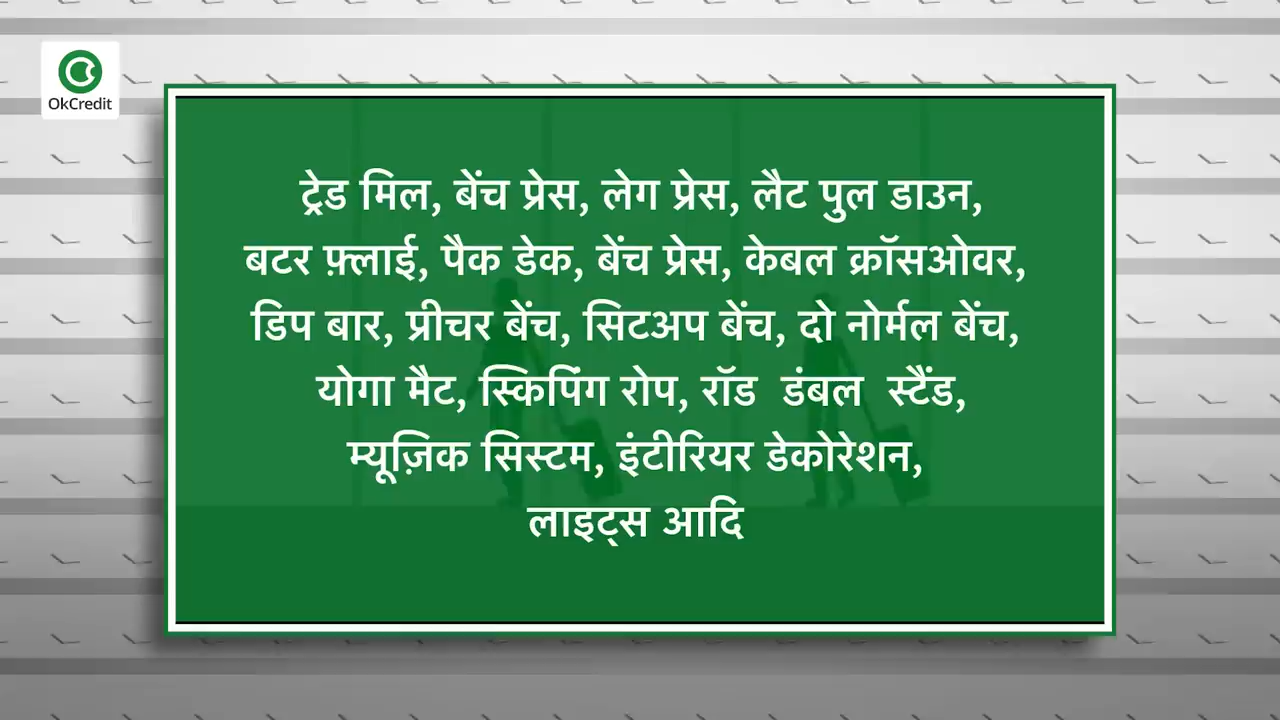 OkCredit
ट्रेड मिल, बेंच प्रेस, लेग प्रेस, लैट पुल डाउन,
बटर फ़्लाई, पैक डेक, बेंच प्रेस, केबल क्रॉसओवर,
डिप बार, प्रीचर बेंच, सिटअप बेंच, दो नोर्मल बेंच,
योगा मैट, स्किपिंग रोप, रॉड डंबल स्टैंड,
म्यूज़िक सिस्टम, इंटीरियर डेकोरेशन,
लाइट्स आदि